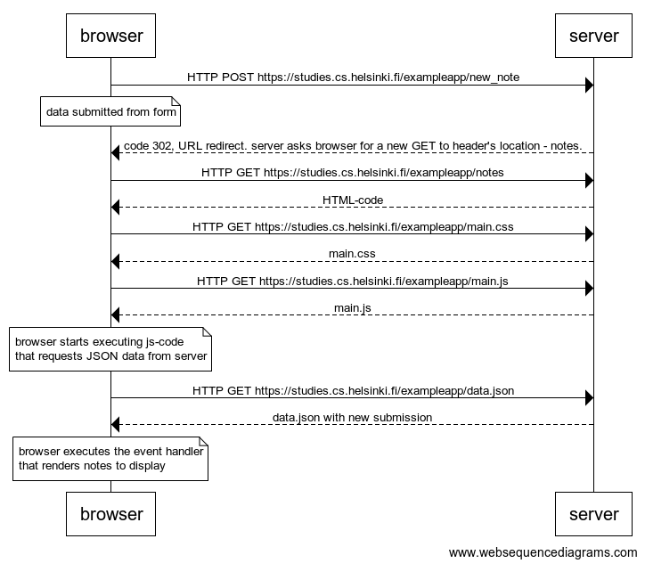 browser
server
HTTP POST https://studies.cs.helsinki.fi/exampleapp/new_note
data submitted from form
code 302, URL redirect. server asks browser for a new GET to header's location - notes.
HTTP GET https://studies.cs.helsinki.fi/exampleapp/notes
HTML-code
HTTP GET https://studies.cs.helsinki.fi/exampleapp/main.css
main.css
HTTP GET https://studies.cs.helsinki.fi/exampleapp/main.js
main.js
browser starts executing js-code
that requests JSON data from server
HTTP GET https://studies.cs.helsinki.fi/exampleapp/data.json
data.json with new submission
browser executes the event handler
that renders notes to display
browser
server
www.websequencediagrams.com